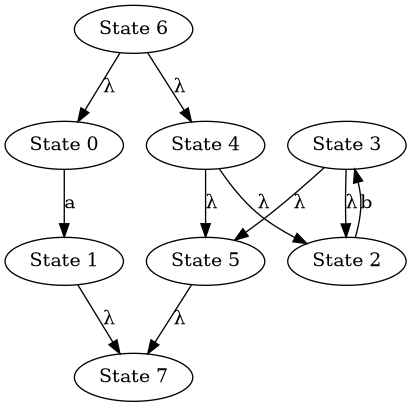 State 6
λ λ
State 0 State 4 State 3
a λ λ λ λ b
State 1 State 5 State 2
λ λ
State 7